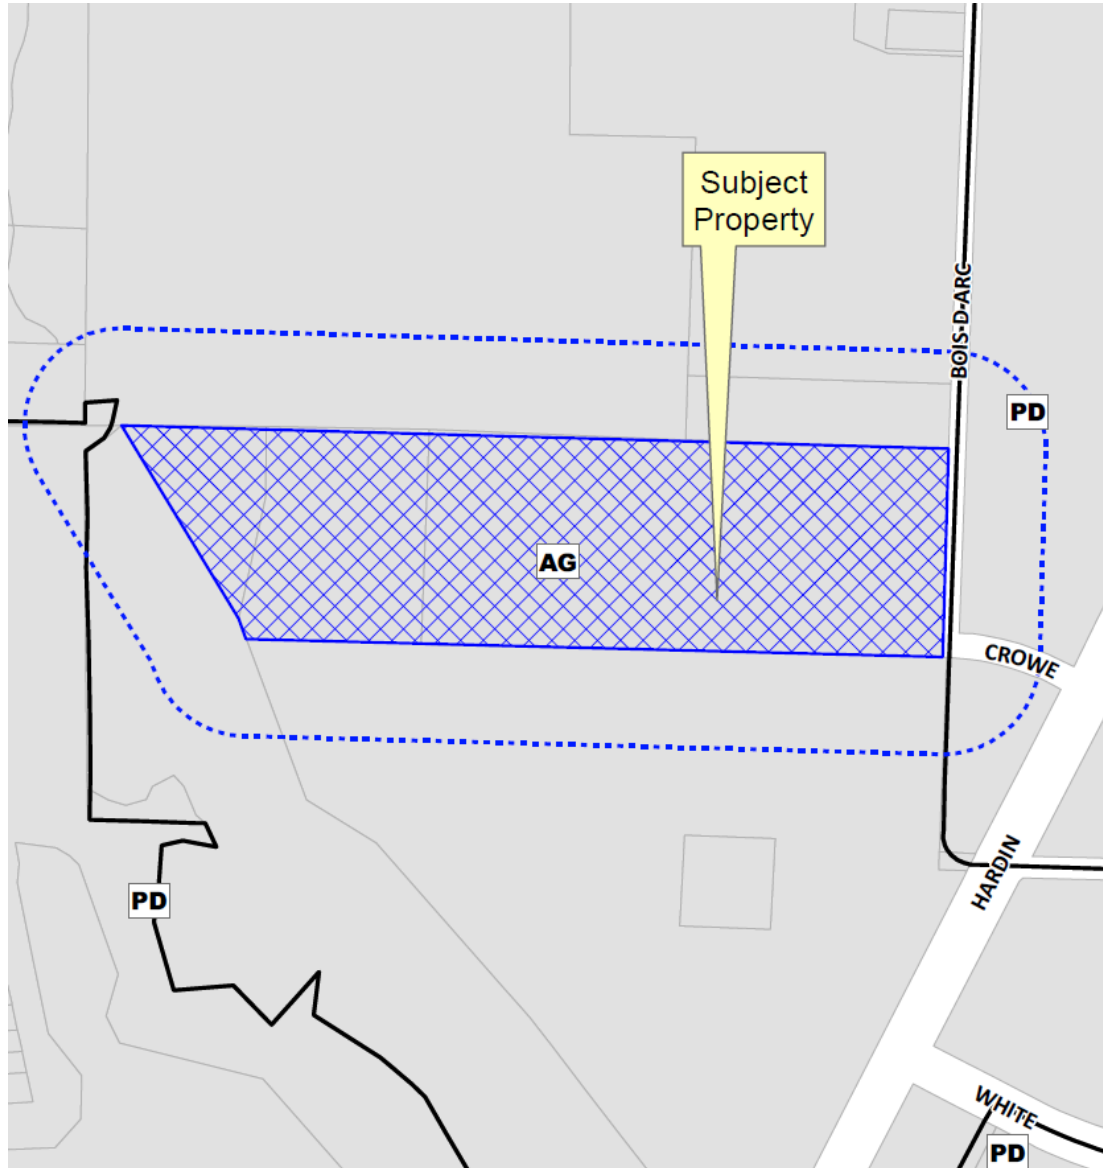 Subject
Property
BOIS-D-ARC
PD
AG
CROWE
HARDIN
PD
WHITE
PD